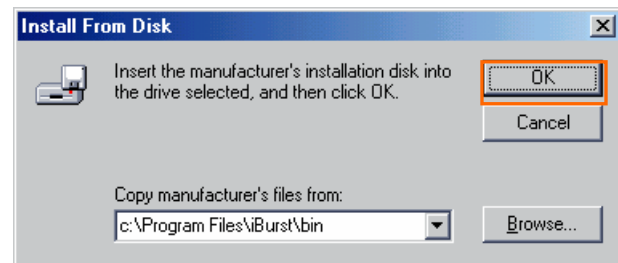 Install From Disk
Insert the manufacturer's installation disk into
the drive selected, and then click OK.
OK
Cancel
Copy manufacturer's files from:
c:\Program Files\iBurst\bin
Browse...